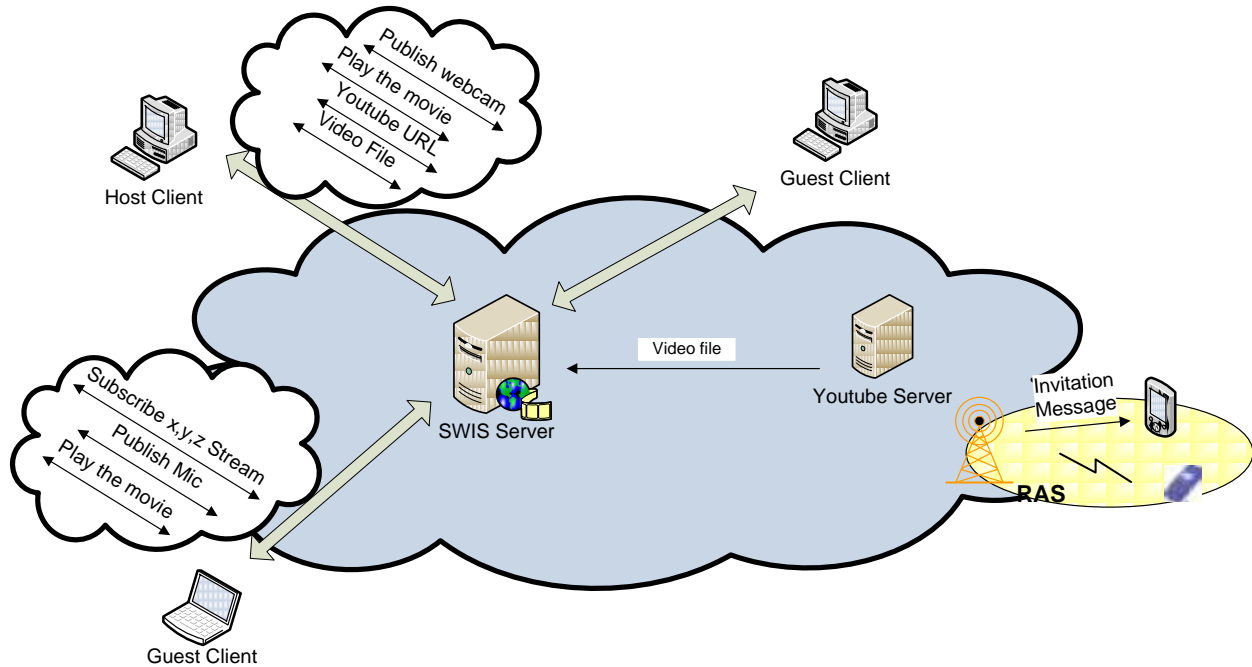 Publish webcam
Play the movie
Youtube URL
Video File
Host Client
Guest Client
Video file
Youtube Server
SWIS Server
Invitation
Message
RAS
Subscribe x,y,z Stream
Publish Mic
Play the movie
Guest Client